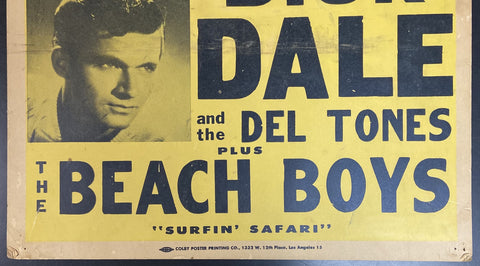 DICK
DALE
and the DEL TONES
PLUS
THE BEACH BOYS
"SURFIN' SAFARI"
COLBY POSTER PRINTING CO., 1332 W. 12th Place, Los Angeles 15